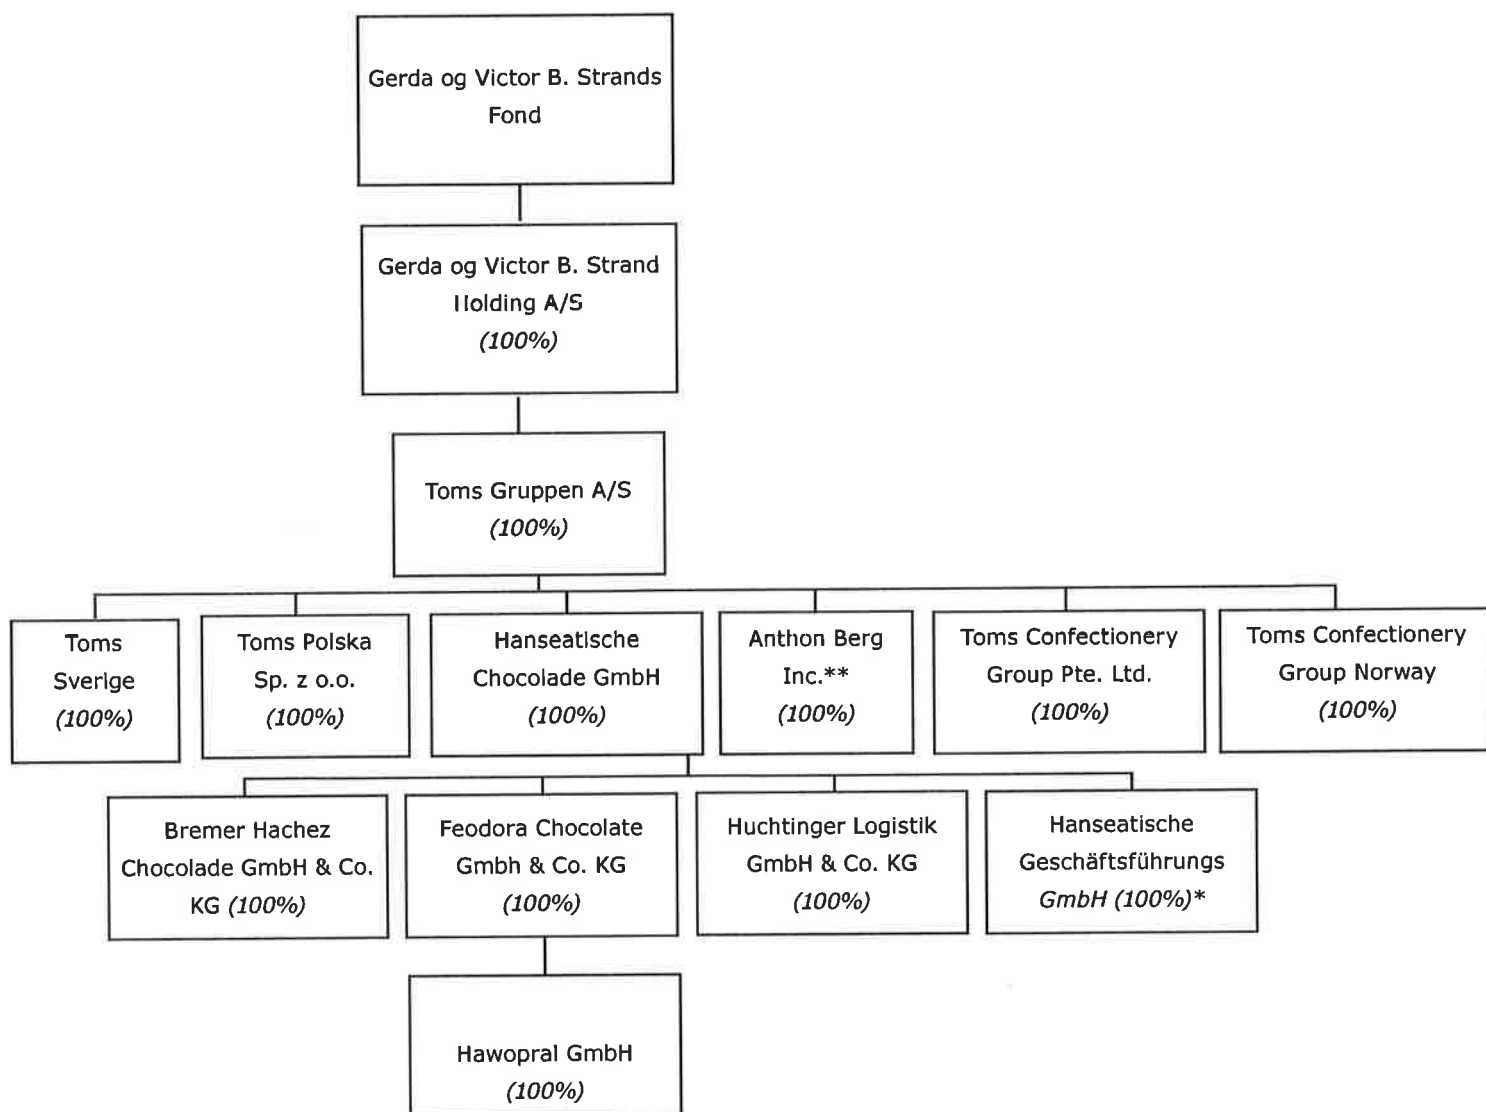 Gerda og Victor B. Strands
Fond
Gerda og Victor B. Strand
Holding A/S
(100%)
Toms Gruppen A/S
(100%)
Toms
Sverige
(100%)
Toms Polska
Sp. z o.o.
(100%)
Hanseatische
Chocolade GmbH
(100%)
Anthon Berg
Inc.**
(100%)
Toms Confectionery
Group Pte. Ltd.
(100%)
Toms Confectionery
Group Norway
(100%)
Bremer Hachez
Chocolade GmbH & Co.
KG (100%)
Feodora Chocolate
Gmbh & Co. KG
(100%)
Huchtinger Logistik
GmbH & Co. KG
(100%)
Hanseatische
Geschäftsführungs
GmbH (100%)*
Hawopral GmbH
(100%)